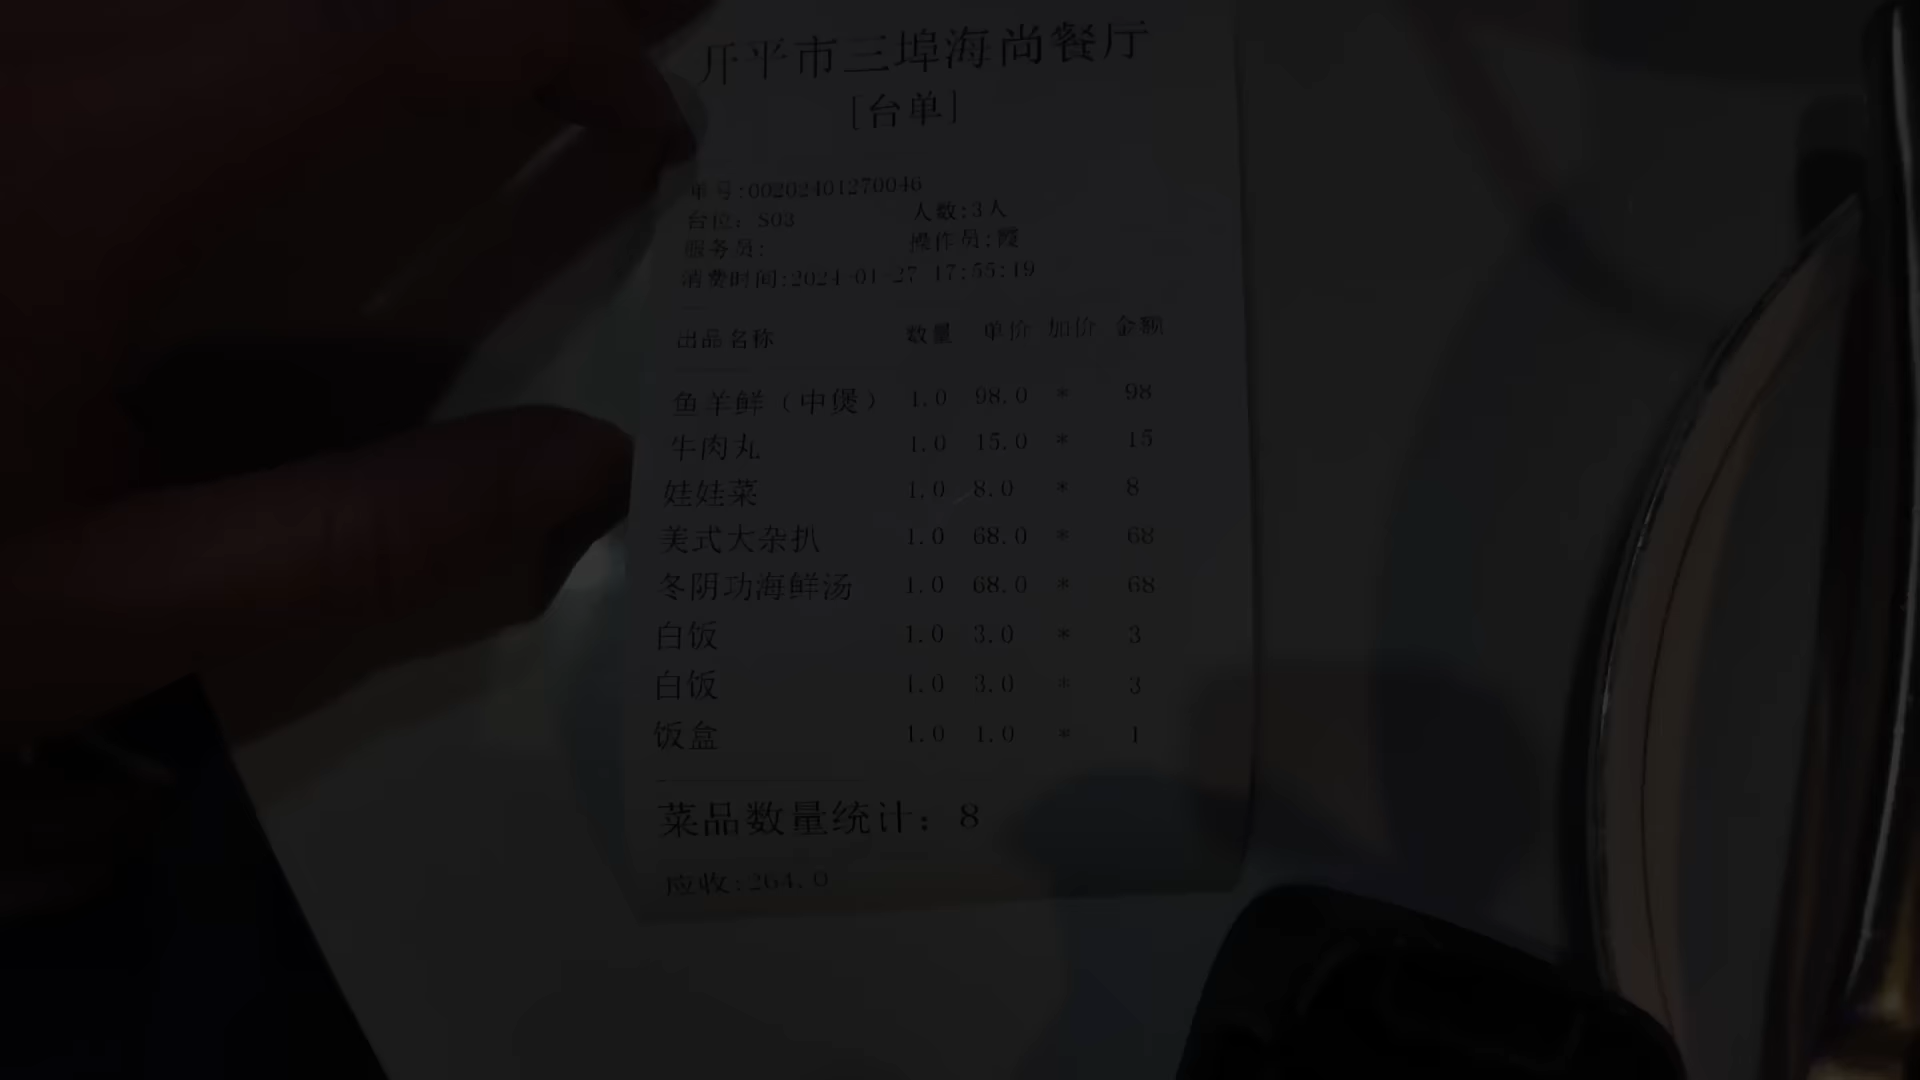 开平市三埠海尚餐厅
[台单]
单号:00202401270046
台位: S03 人数:3人
服务员: 操作员:霞
消费时间:2024-01-27 17:55:19
出品名称 数量 单价 加价 金额
鱼羊鲜（中煲） 1.0 98.0 * 98
牛肉丸 1.0 15.0 * 15
娃娃菜 1.0 8.0 * 8
美式大杂扒 1.0 68.0 * 68
冬阴功海鲜汤 1.0 68.0 * 68
白饭 1.0 3.0 * 3
白饭 1.0 3.0 * 3
饭盒 1.0 1.0 * 1
菜品数量统计: 8
应收:264.0